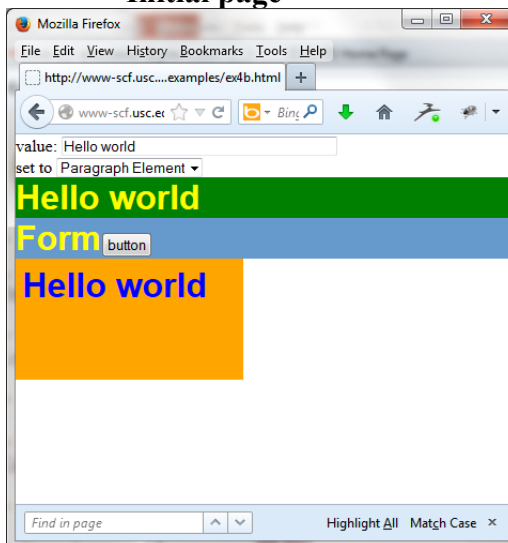 Initial page
Mozilla Firefox
File Edit View History Bookmarks Tools Help
http://www-scf.usc....examples/ex4b.html +
www-scf.usc.ec Bing
value: Hello world
set to Paragraph Element
Hello world
Form button
Hello world
Find in page Highlight All Match Case ×